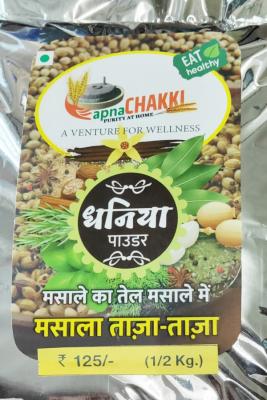 EAT
healthy
apnaCHAKKI
PURITY AT HOME
A VENTURE FOR WELLNESS
धनिया
पाउडर
मसाले का तेल मसाले में
मसाला ताज़ा-ताज़ा
₹ 125/- (1/2 Kg.)